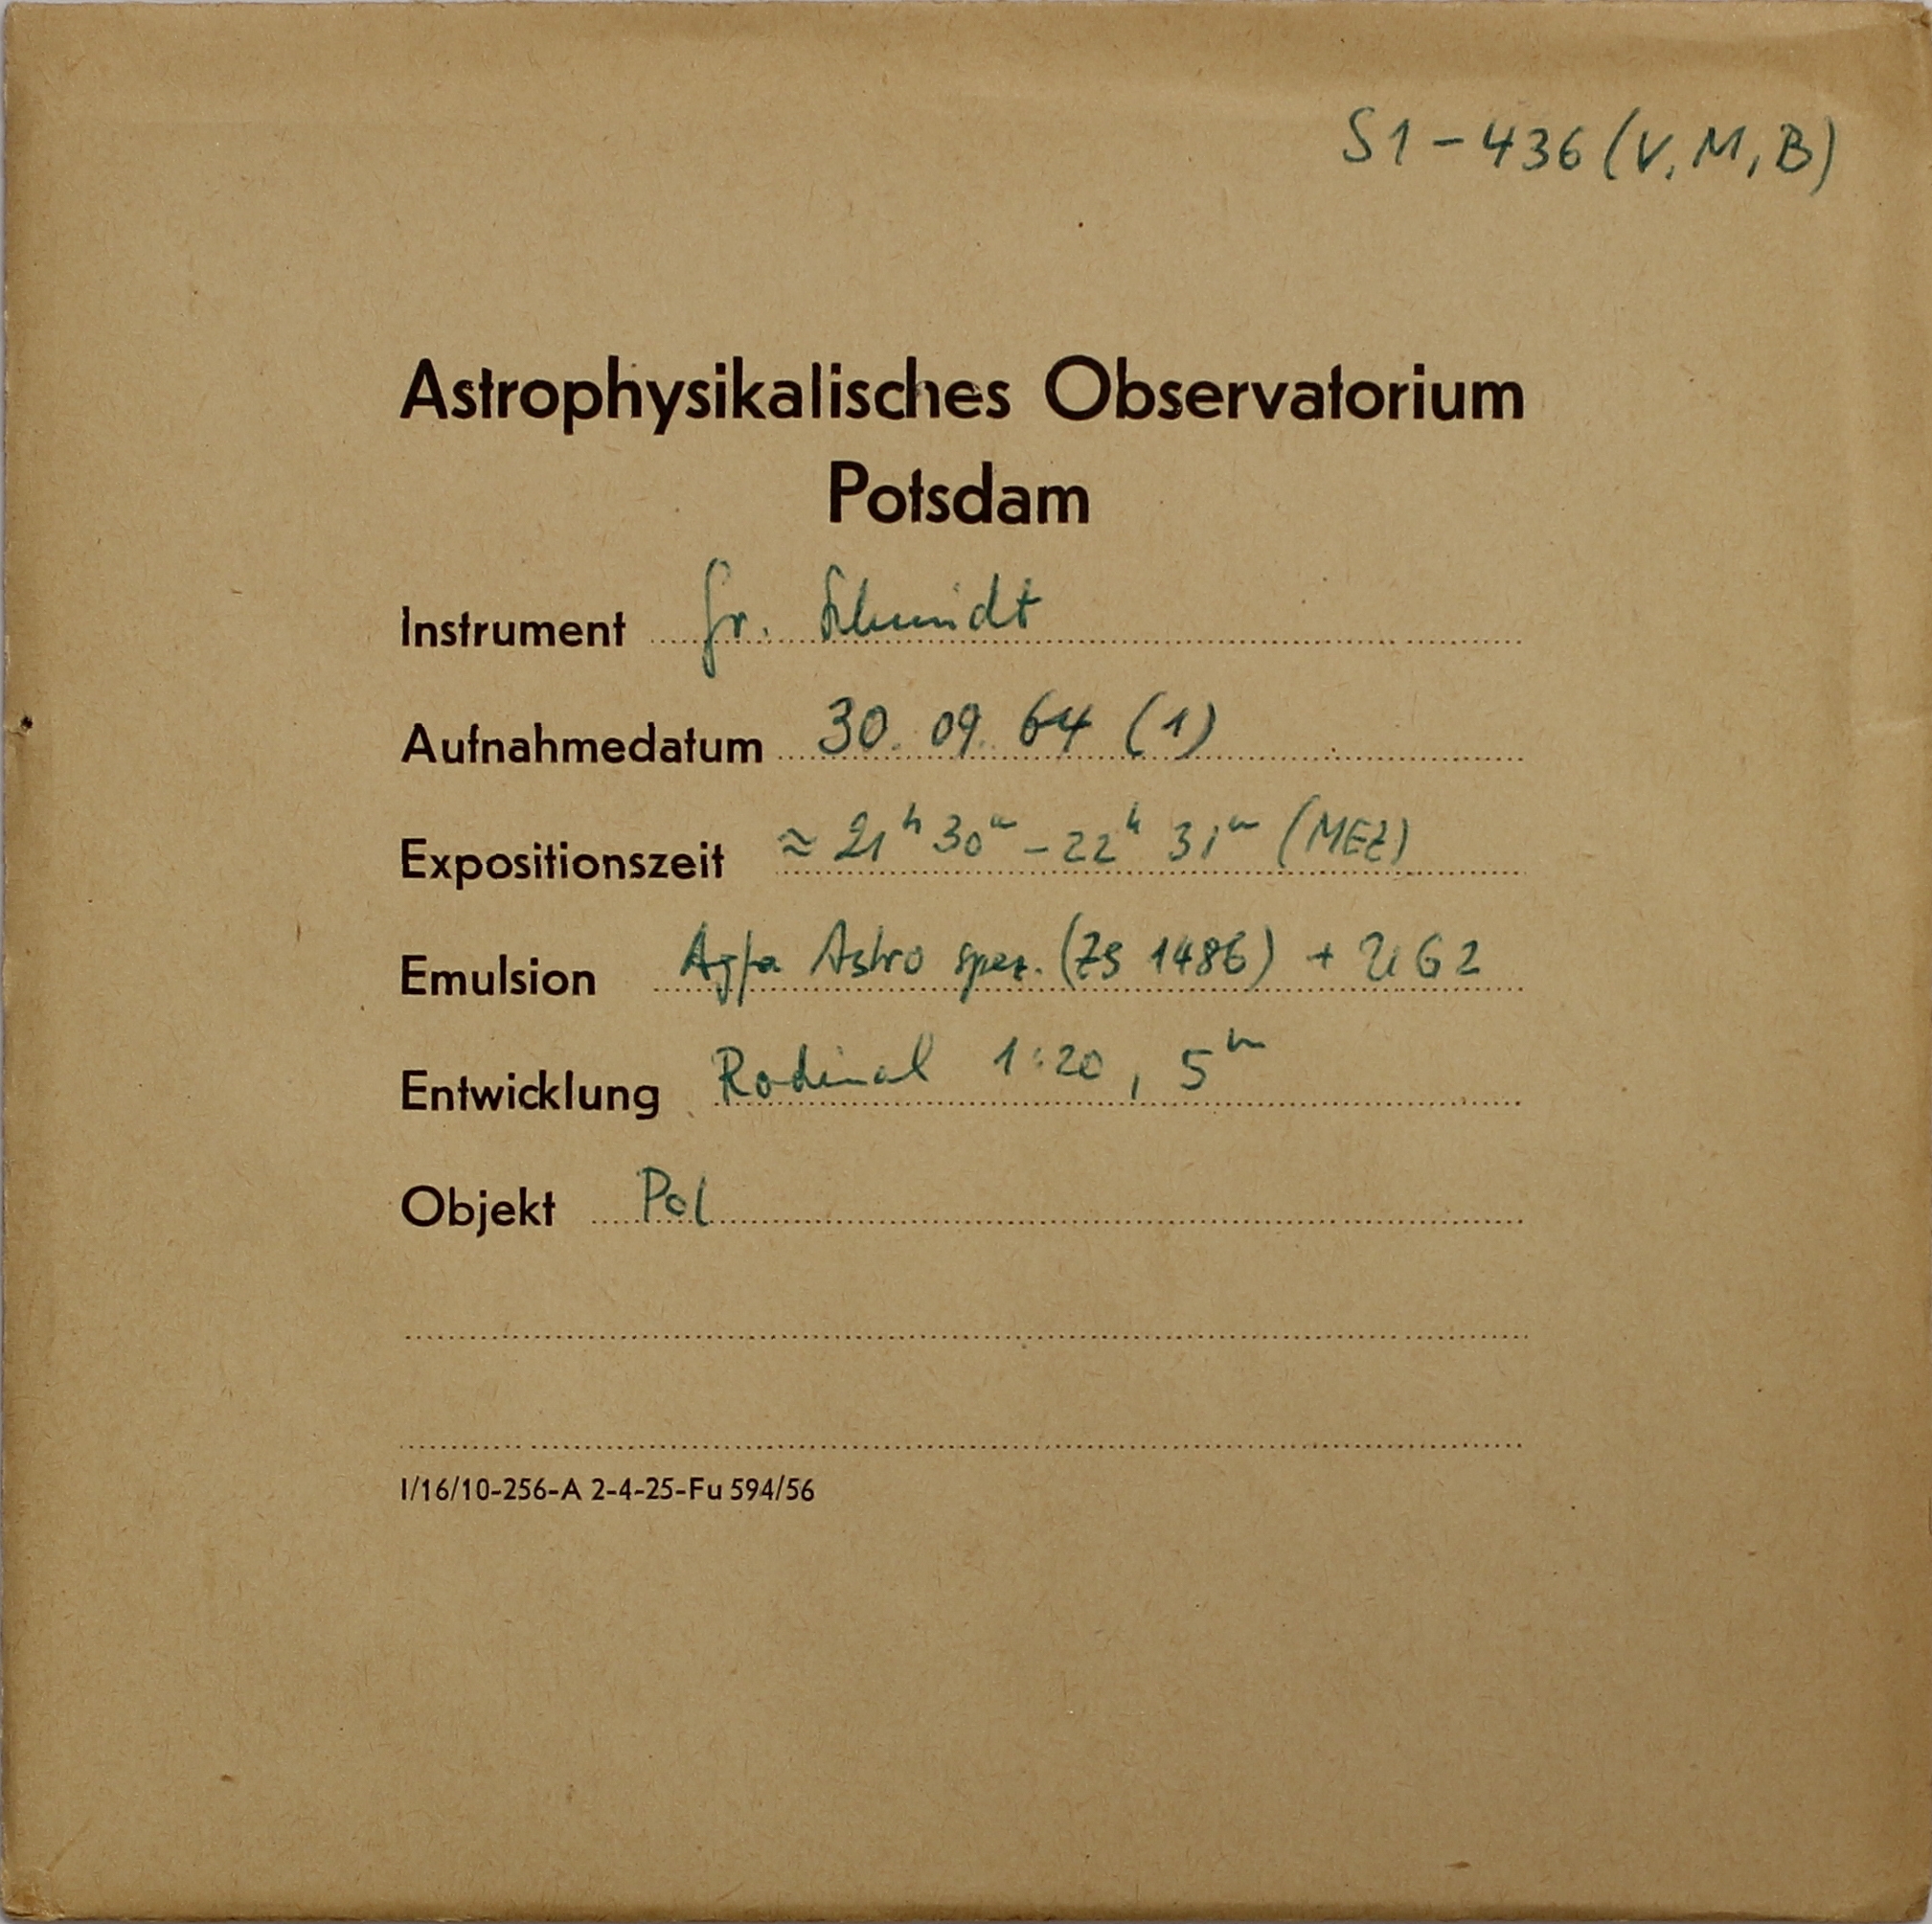 S1-436 (V, M, B)
Astrophysikalisches Observatorium
Potsdam
Instrument Gr. Schmidt
Aufnahmedatum 30. 09. 64 (1)
Expositionszeit ≈ 21ʰ 30ᵐ - 22ʰ 31ᵐ (MEZ)
Emulsion Agfa Astro spez. (ZS 1486) + UG 2
Entwicklung Rodinal 1:20, 5ᵐ
Objekt Pol
I/16/10-256-A 2-4-25-Fu 594/56